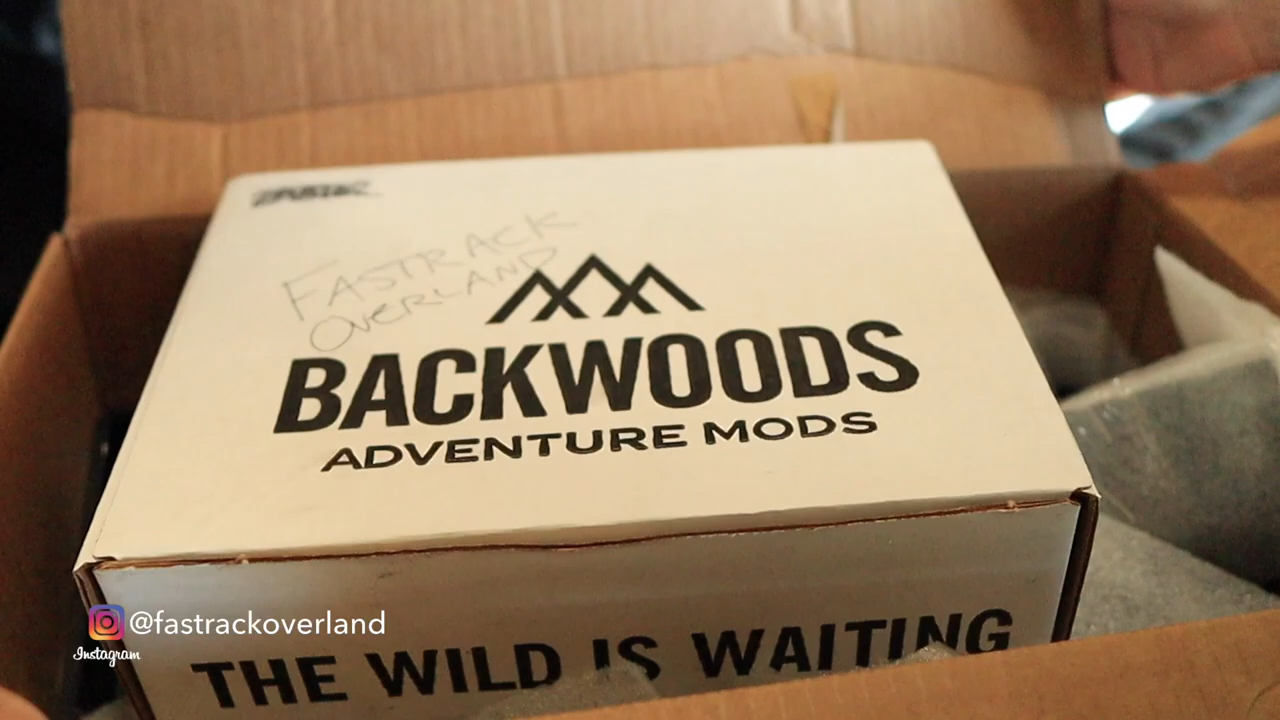 FASTRACK
OVERLAND
BACKWOODS
ADVENTURE MODS
THE WILD IS WAITING
@fastrackoverland
Instagram